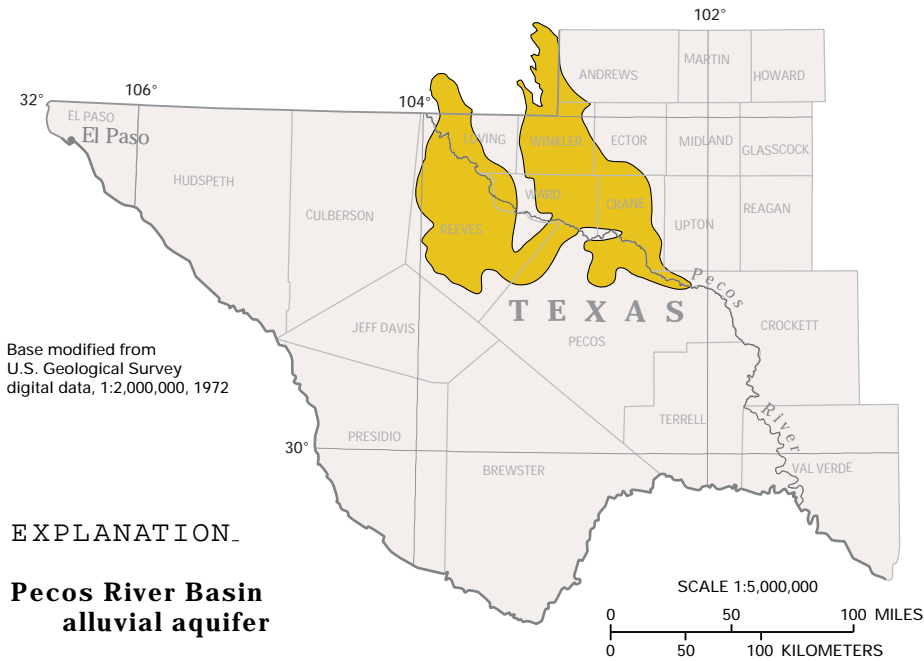 102°
MARTIN
ANDREWS
HOWARD
106°
32°
104°
EL PASO
El Paso
LOVING
WINKLER
ECTOR
MIDLAND
GLASSCOCK
HUDSPETH
CULBERSON
WARD
CRANE
REAGAN
UPTON
REEVES
Pecos
TEXAS
JEFF DAVIS
PECOS
CROCKETT
Base modified from
U.S. Geological Survey
digital data, 1:2,000,000, 1972
River
TERRELL
PRESIDIO
30°
BREWSTER
VAL VERDE
EXPLANATION
Pecos River Basin
alluvial aquifer
SCALE 1:5,000,000
0 50 100 MILES
0 50 100 KILOMETERS